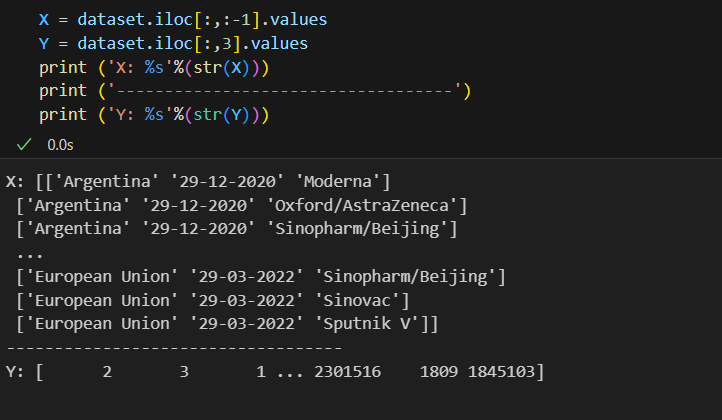 X = dataset.iloc[:,:-1].values
Y = dataset.iloc[:,3].values
print ('X: %s'%(str(X)))
print ('-----------------------------------')
print ('Y: %s'%(str(Y)))
0.0s
X: [['Argentina' '29-12-2020' 'Moderna']
['Argentina' '29-12-2020' 'Oxford/AstraZeneca']
['Argentina' '29-12-2020' 'Sinopharm/Beijing']
...
['European Union' '29-03-2022' 'Sinopharm/Beijing']
['European Union' '29-03-2022' 'Sinovac']
['European Union' '29-03-2022' 'Sputnik V']]
-----------------------------------
Y: [      2       3       1 ... 2301516    1809 1845103]